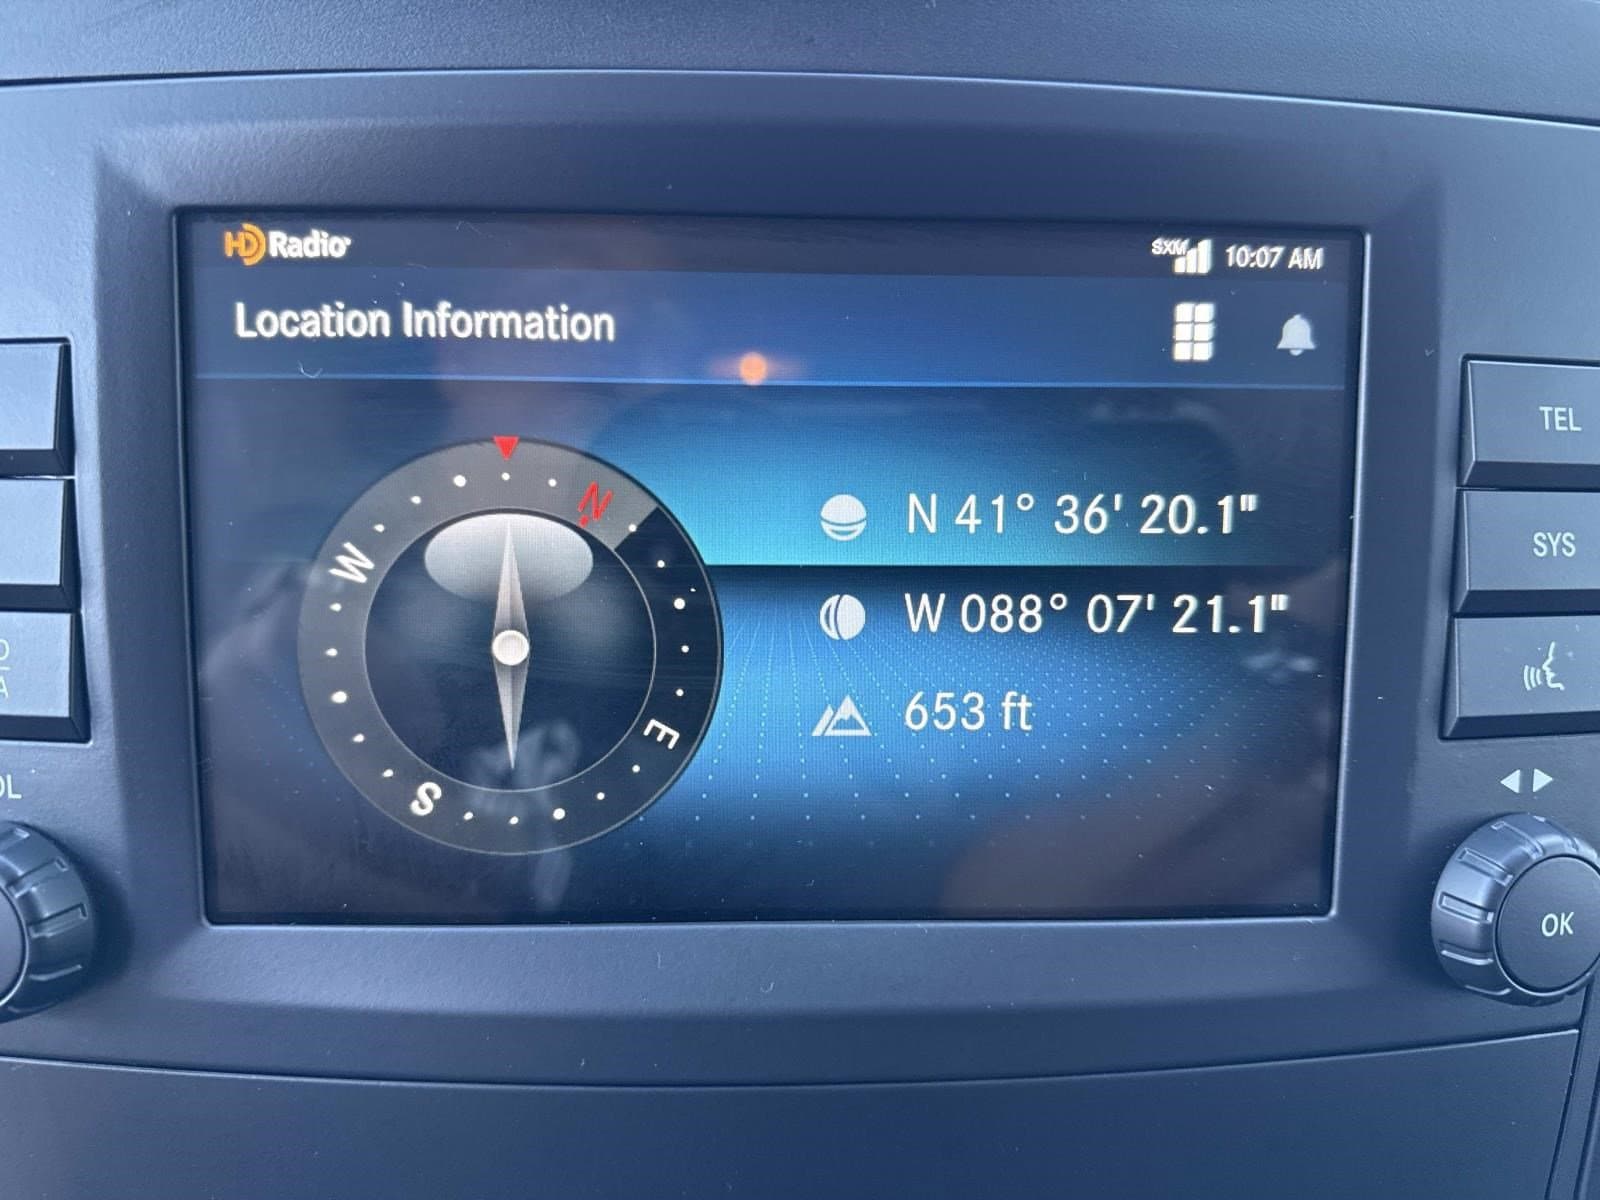 HD Radio
SXM 10:07 AM
Location Information
N
W
E
S
N 41° 36' 20.1"
W 088° 07' 21.1"
653 ft
TEL
SYS
OK